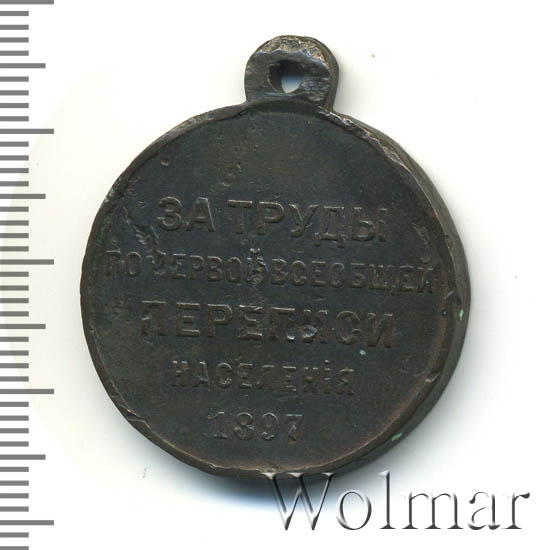 ЗА ТРУДЫ
ПО ПЕРВОЙ ВСЕОБЩЕЙ
ПЕРЕПИСИ
НАСЕЛЕНІЯ
1897
Wolmar